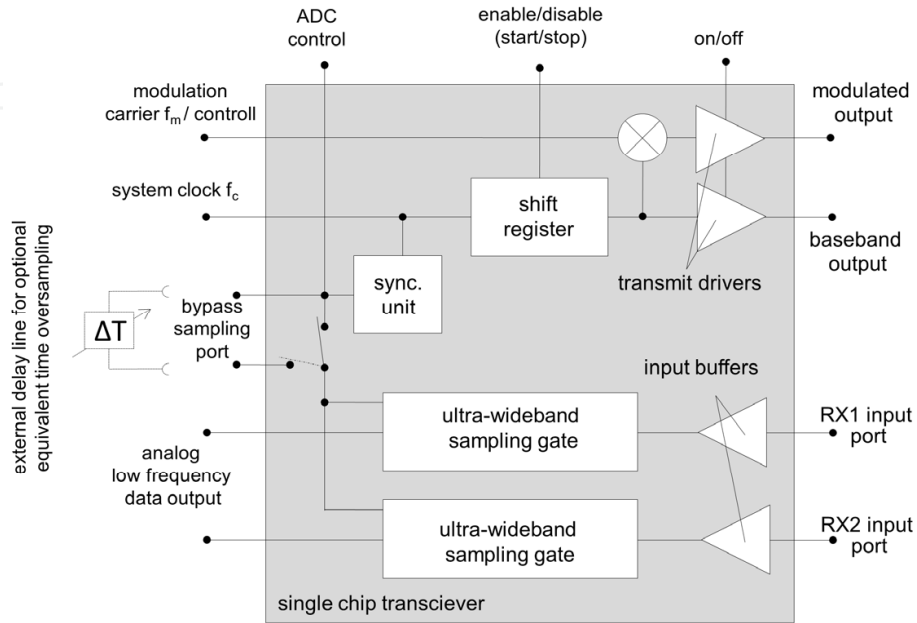 ADC
control
enable/disable
(start/stop)
on/off
modulation
carrier fm / controll
modulated
output
system clock fc
shift
register
baseband
output
transmit drivers
sync.
unit
external delay line for optional
equivalent time oversampling
ΔT
bypass
sampling
port
input buffers
ultra-wideband
sampling gate
RX1 input
port
analog
low frequency
data output
ultra-wideband
sampling gate
RX2 input
port
single chip transciever